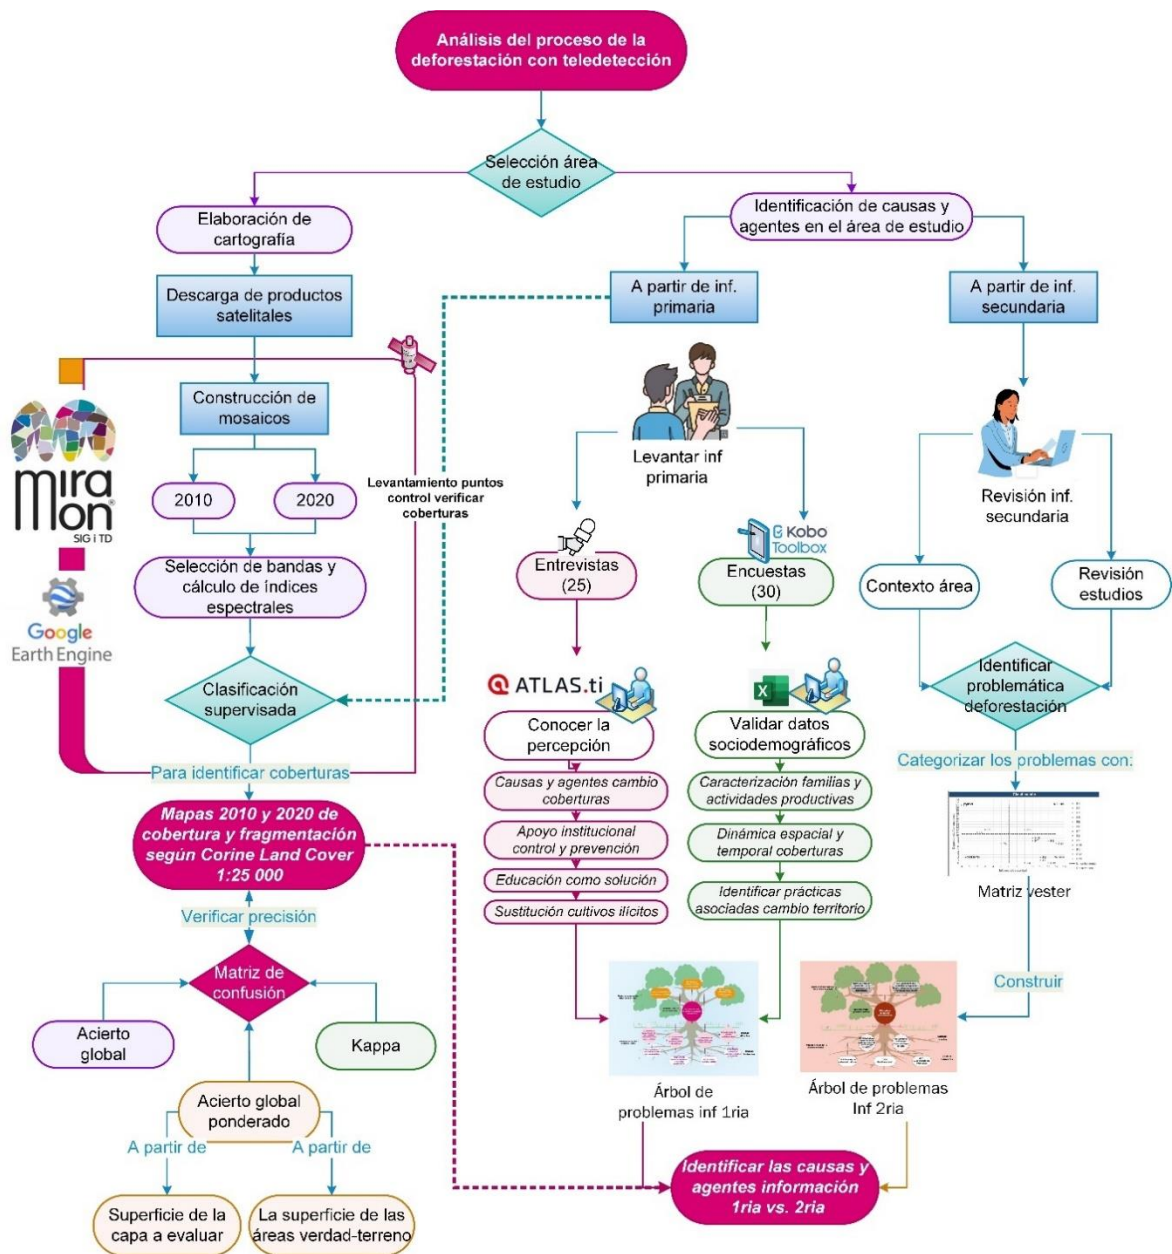 Análisis del proceso de la
deforestación con teledetección
Selección área
de estudio
Elaboración de
cartografía
Identificación de causas y
agentes en el área de estudio
Descarga de productos
satelitales
A partir de inf.
primaria
A partir de inf.
secundaria
Construcción de
mosaicos
mira
mon®
SIG i TD
2010
2020
Levantamiento puntos
control verificar
coberturas
Levantar inf
primaria
Revisión inf.
secundaria
Selección de bandas y
cálculo de índices
espectrales
Google
Earth Engine
Entrevistas
(25)
Kobo
Toolbox
Encuestas
(30)
Contexto área
Revisión
estudios
Clasificación
supervisada
ATLAS.ti
X
Identificar
problemática
deforestación
Conocer la
percepción
Validar datos
sociodemográficos
Para identificar coberturas
Categorizar los problemas con:
Causas y agentes cambio
coberturas
Caracterización familias y
actividades productivas
Mapas 2010 y 2020 de
cobertura y fragmentación
según Corine Land Cover
1:25 000
Apoyo institucional
control y prevención
Dinámica espacial y
temporal coberturas
Educación como solución
Sustitución cultivos ilícitos
Identificar prácticas
asociadas cambio territorio
Matriz vester
Verificar precisión
Matriz de
confusión
Construir
Acierto
global
Kappa
Acierto global
ponderado
Árbol de
problemas inf 1ria
Árbol de problemas
Inf 2ria
A partir de
A partir de
Identificar las causas y
agentes información
1ria vs. 2ria
Superficie de la
capa a evaluar
La superficie de las
áreas verdad-terreno